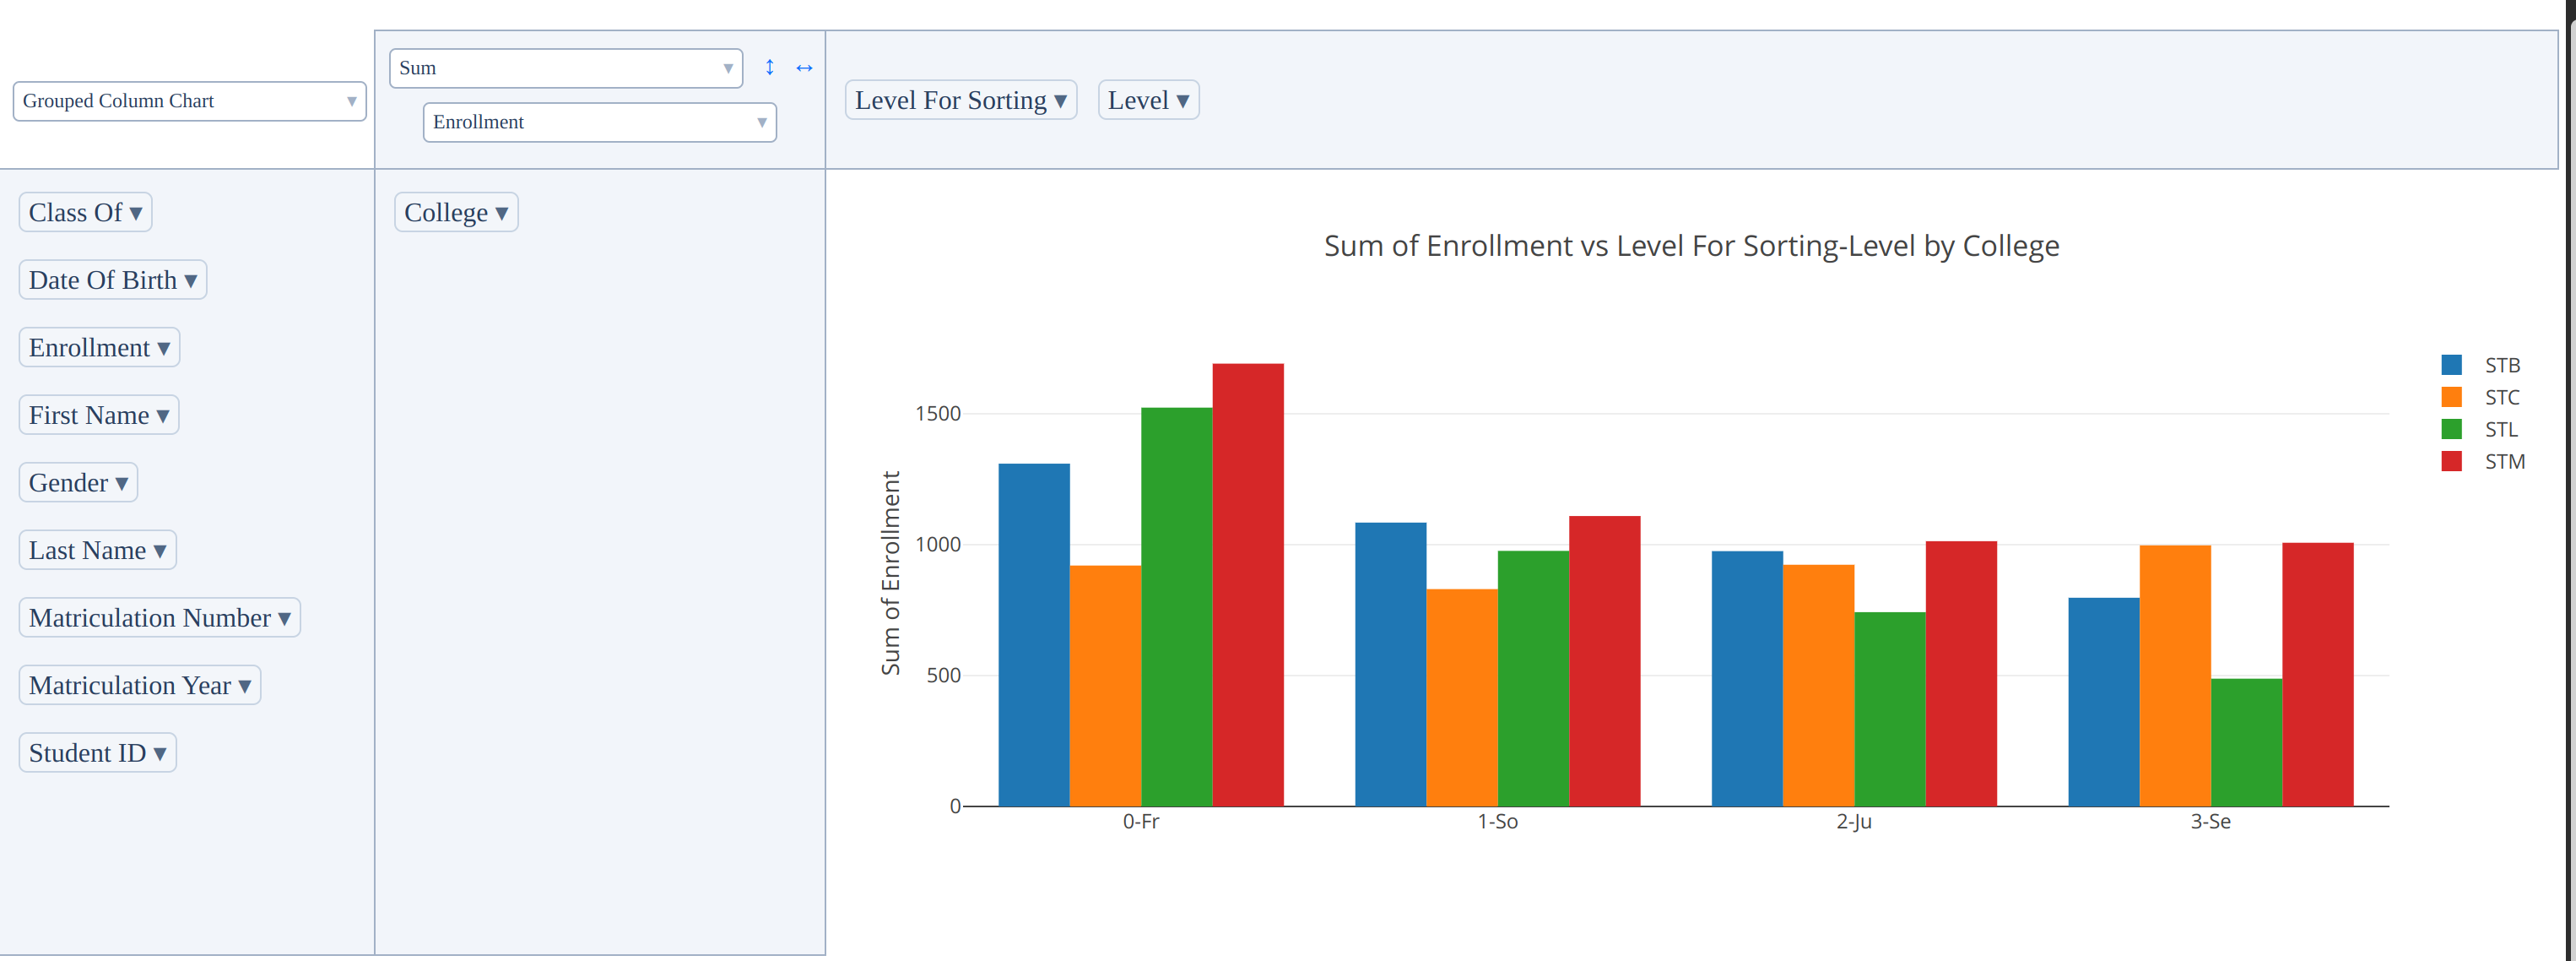 Grouped Column Chart ▾
Sum ▾ ↕ ↔
Enrollment ▾
Level For Sorting ▾ Level ▾
Class Of ▾
Date Of Birth ▾
Enrollment ▾
First Name ▾
Gender ▾
Last Name ▾
Matriculation Number ▾
Matriculation Year ▾
Student ID ▾
College ▾
Sum of Enrollment vs Level For Sorting-Level by College
Sum of Enrollment
1500
1000
500
0
0-Fr 1-So 2-Ju 3-Se
STB
STC
STL
STM